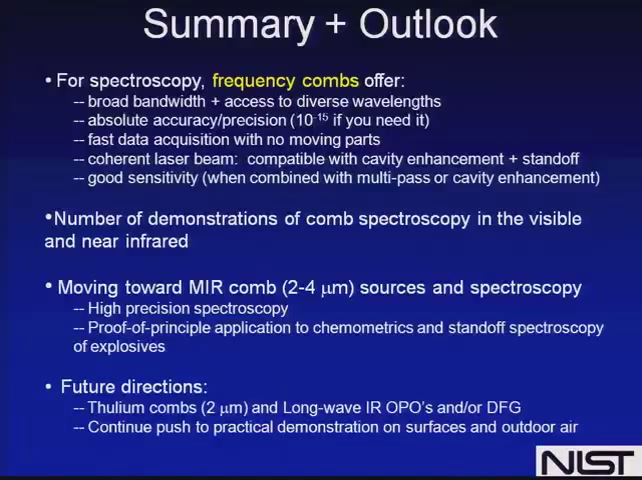 Summary + Outlook
• For spectroscopy, frequency combs offer:
-- broad bandwidth + access to diverse wavelengths
-- absolute accuracy/precision (10⁻¹⁵ if you need it)
-- fast data acquisition with no moving parts
-- coherent laser beam: compatible with cavity enhancement + standoff
-- good sensitivity (when combined with multi-pass or cavity enhancement)
•Number of demonstrations of comb spectroscopy in the visible
and near infrared
• Moving toward MIR comb (2-4 μm) sources and spectroscopy
-- High precision spectroscopy
-- Proof-of-principle application to chemometrics and standoff spectroscopy
of explosives
• Future directions:
-- Thulium combs (2 μm) and Long-wave IR OPO's and/or DFG
-- Continue push to practical demonstration on surfaces and outdoor air
NIST